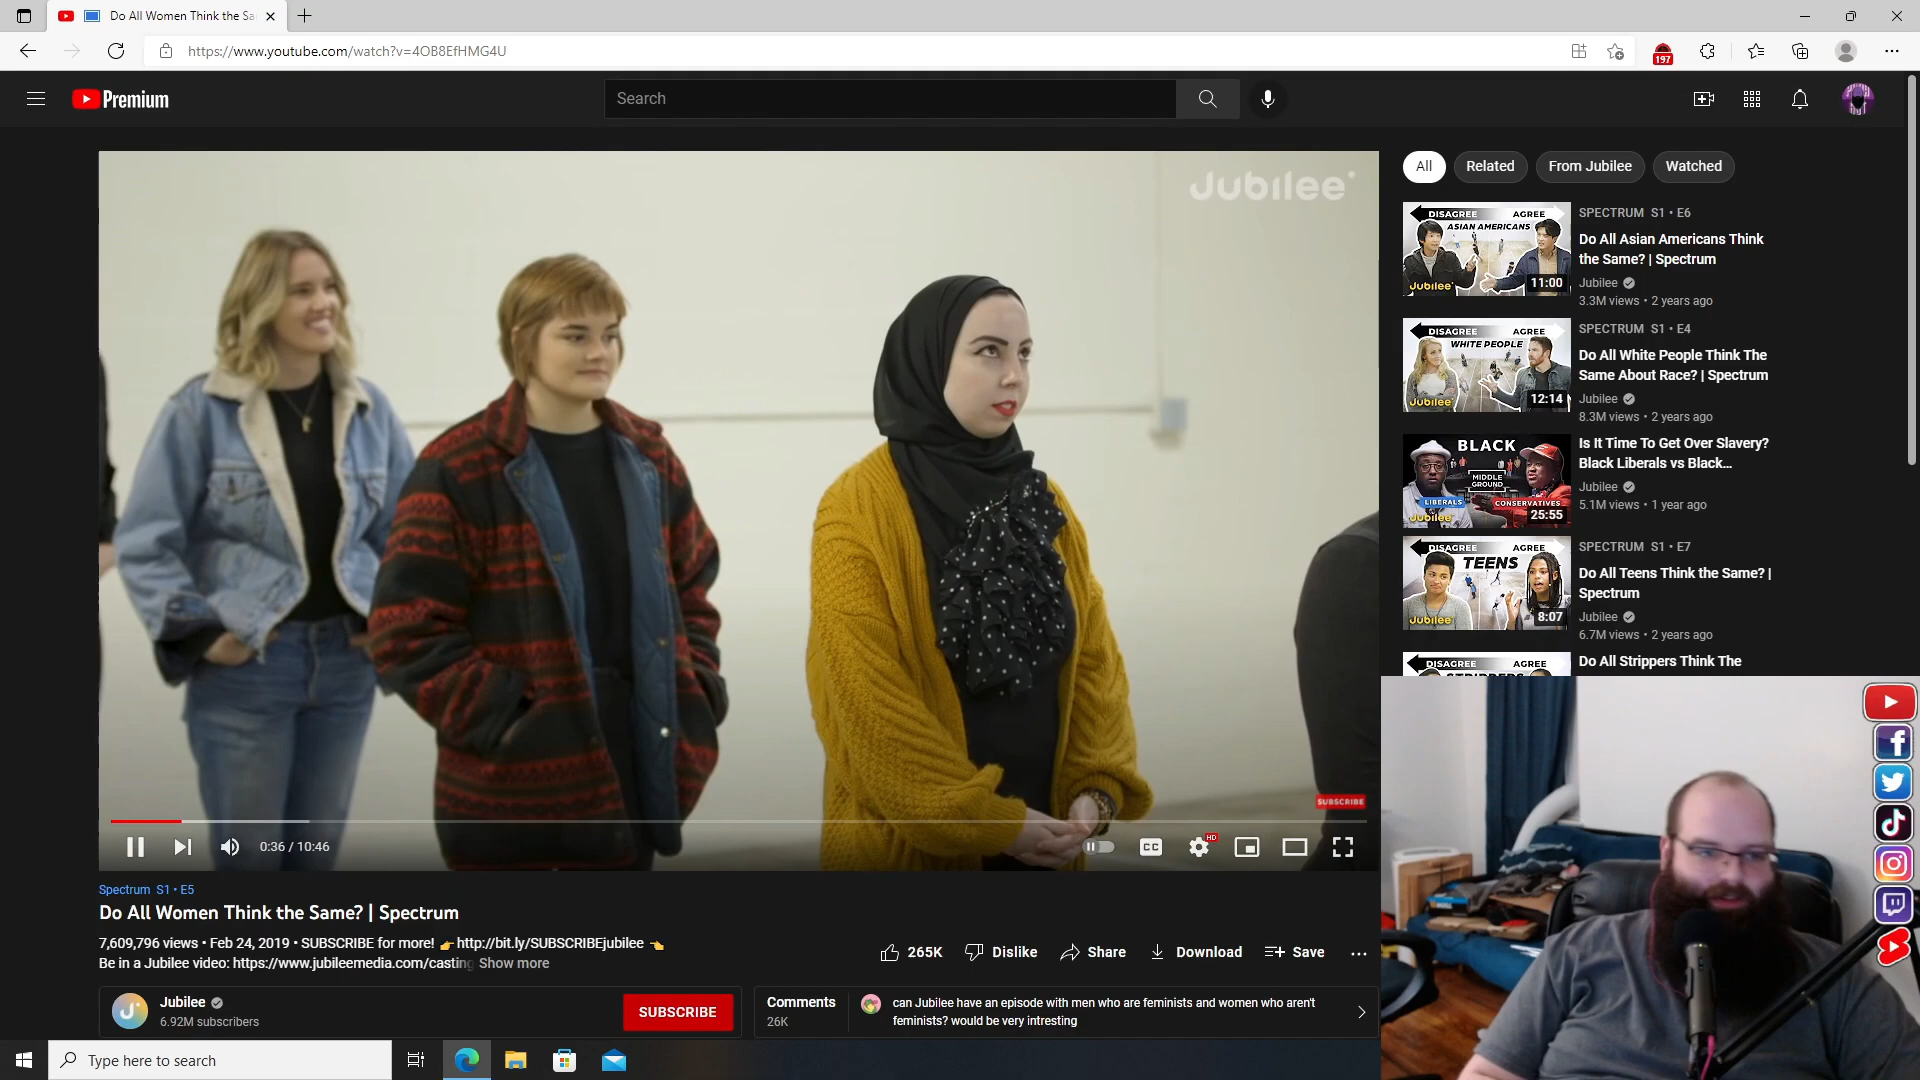 Do All Women Think the Sa
https://www.youtube.com/watch?v=4OB8EfHMG4U
197
Premium
Search
Jubilee
SUBSCRIBE
0:36 / 10:46
CC
HD
Spectrum S1 • E5
Do All Women Think the Same? | Spectrum
7,609,796 views • Feb 24, 2019 • SUBSCRIBE for more! 👉 http://bit.ly/SUBSCRIBEjubilee 👈
Be in a Jubilee video: https://www.jubileemedia.com/casting Show more
265K
Dislike
Share
Download
Save
Jubilee
6.92M subscribers
SUBSCRIBE
Comments
26K
can Jubilee have an episode with men who are feminists and women who aren't
feminists? would be very intresting
All
Related
From Jubilee
Watched
DISAGREE AGREE
ASIAN AMERICANS
Jubilee
11:00
SPECTRUM S1 • E6
Do All Asian Americans Think
the Same? | Spectrum
Jubilee
3.3M views • 2 years ago
DISAGREE AGREE
WHITE PEOPLE
Jubilee
12:14
SPECTRUM S1 • E4
Do All White People Think The
Same About Race? | Spectrum
Jubilee
8.3M views • 2 years ago
BLACK
MIDDLE
GROUND
LIBERALS
CONSERVATIVES
Jubilee
25:55
Is It Time To Get Over Slavery?
Black Liberals vs Black...
Jubilee
5.1M views • 1 year ago
DISAGREE AGREE
TEENS
Jubilee
8:07
SPECTRUM S1 • E7
Do All Teens Think the Same? |
Spectrum
Jubilee
6.7M views • 2 years ago
DISAGREE AGREE
Do All Strippers Think The
Type here to search